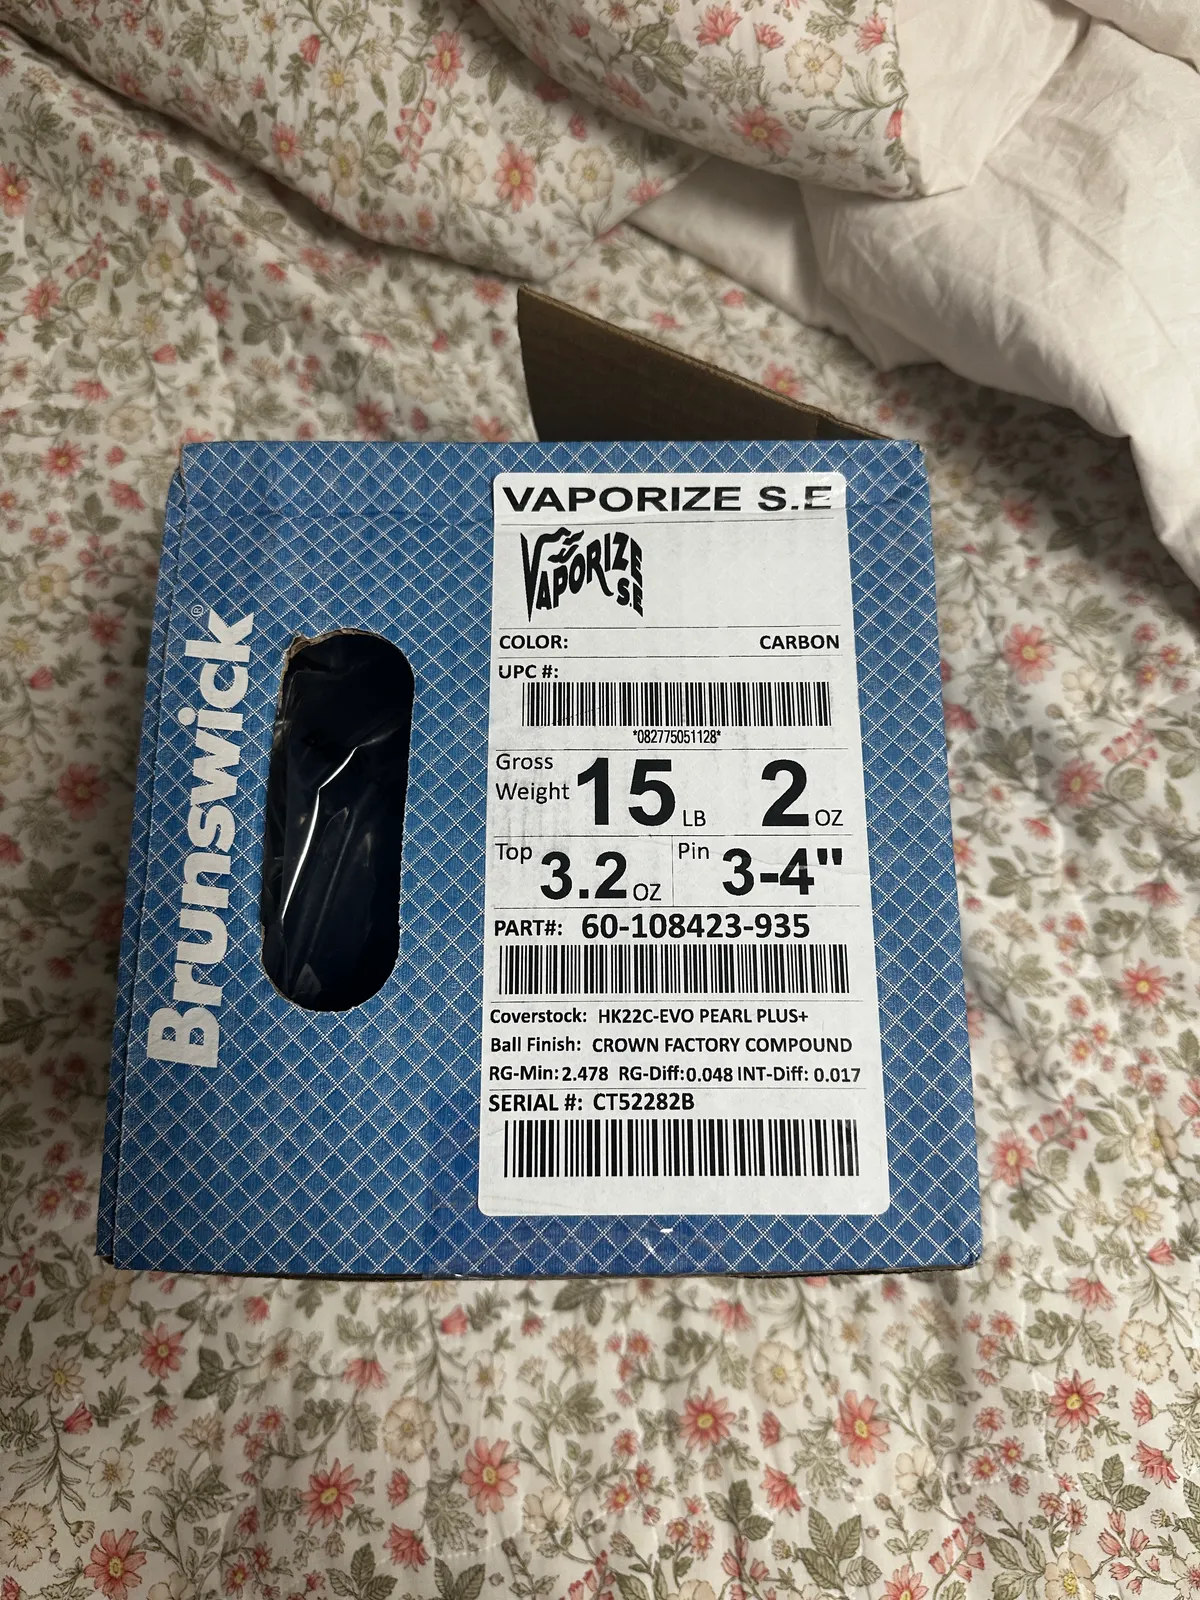 Brunswick®
VAPORIZE S.E
VAPORIZE
S.E
COLOR: CARBON
UPC #:
*082775051128*
Gross Weight 15 LB 2 OZ
Top 3.2 OZ Pin 3-4"
PART#: 60-108423-935
Coverstock: HK22C-EVO PEARL PLUS+
Ball Finish: CROWN FACTORY COMPOUND
RG-Min: 2.478 RG-Diff: 0.048 INT-Diff: 0.017
SERIAL #: CT52282B